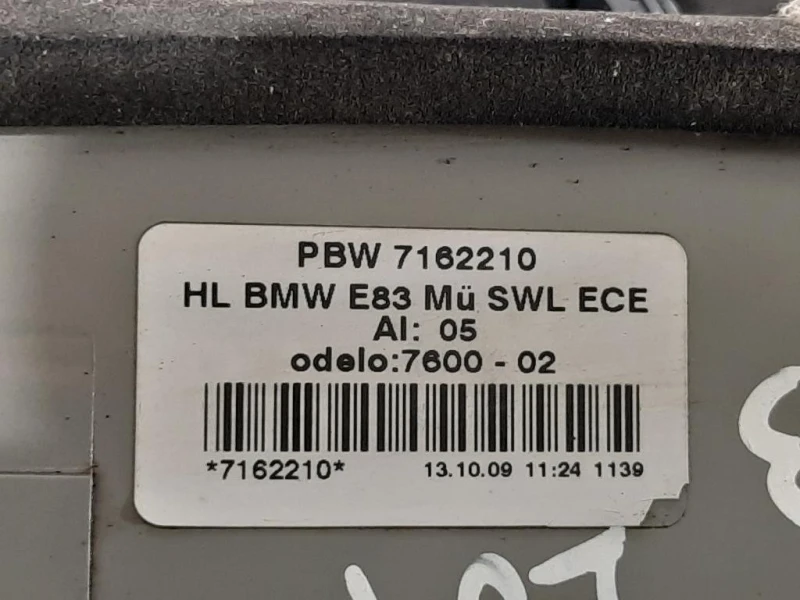 PBW 7162210
HL BMW E83 Mü SWL ECE
AI: 05
odelo:7600 - 02
*7162210* 13.10.09 11:24 1139